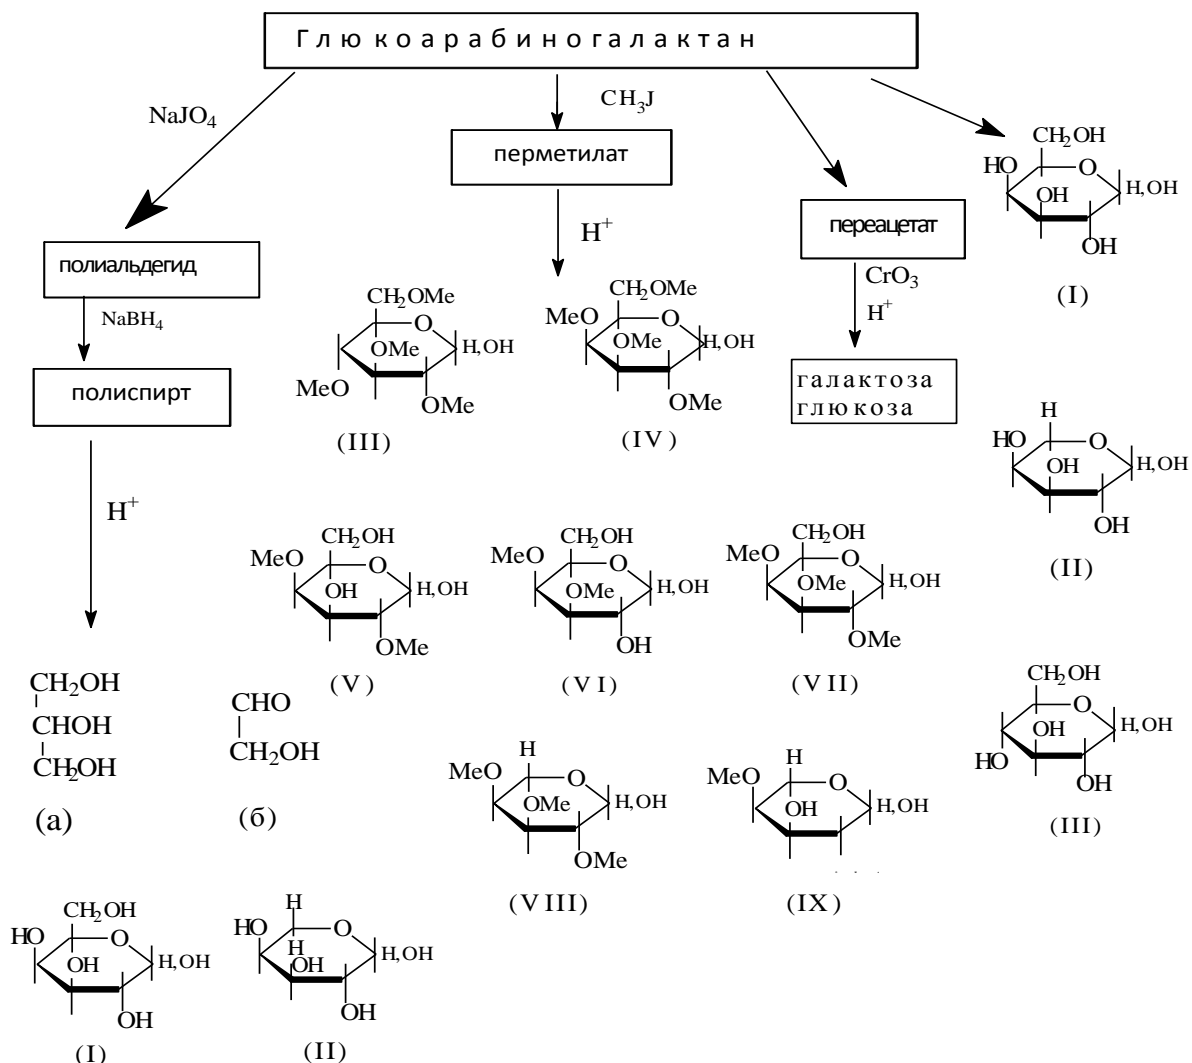 Глюкоарабиногалактан
NaJO4
CH3J
перметилат
H+
полиальдегид
NaBH4
полиспирт
H+
переацетат
CrO3
H+
галактоза
глюкоза
CH2OH
HO
O
OH
H,OH
OH
(I)
CH2OMe
O
OMe
H,OH
MeO
OMe
(III)
CH2OMe
MeO
O
OMe
H,OH
OMe
(IV)
H
HO
O
OH
H,OH
OH
(II)
CH2OH
MeO
O
OH
H,OH
OMe
(V)
CH2OH
MeO
O
OMe
H,OH
OH
(VI)
CH2OH
MeO
O
OMe
H,OH
OMe
(VII)
CH2OH
O
OH
H,OH
HO
OH
(III)
CH2OH
CHOH
CH2OH
(а)
CHO
CH2OH
(б)
H
MeO
O
OMe
H,OH
OMe
(VIII)
H
MeO
O
OH
H,OH
(IX)
CH2OH
HO
O
OH
H,OH
OH
(I)
H
HO
O
H
OH
H,OH
OH
(II)